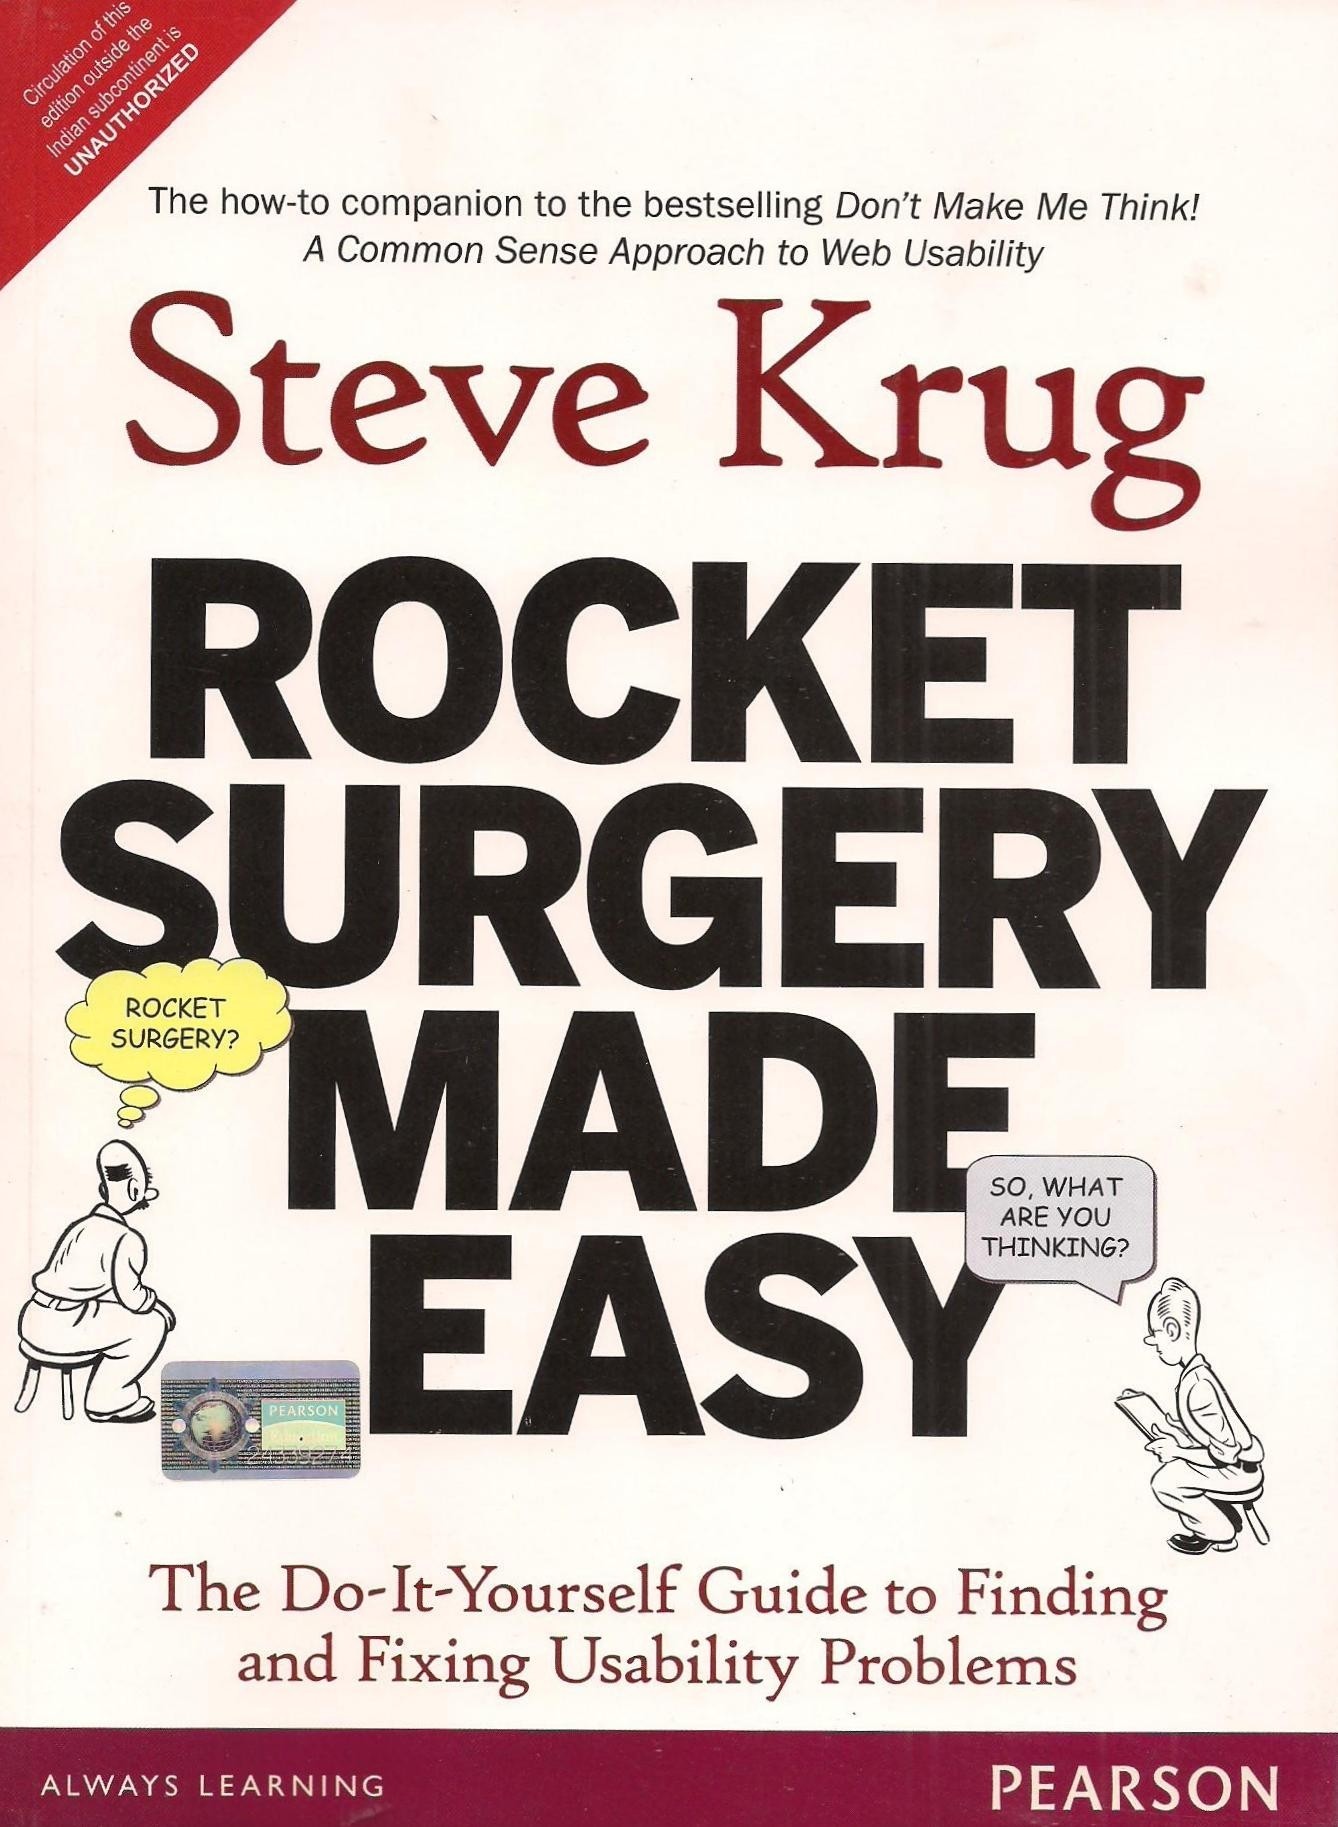 Circulation of this
edition outside the
Indian subcontinent is
UNAUTHORIZED
The how-to companion to the bestselling Don't Make Me Think!
A Common Sense Approach to Web Usability
Steve Krug
ROCKET
SURGERY
MADE
EASY
ROCKET
SURGERY?
SO, WHAT
ARE YOU
THINKING?
PEARSON
The Do-It-Yourself Guide to Finding
and Fixing Usability Problems
ALWAYS LEARNING
PEARSON